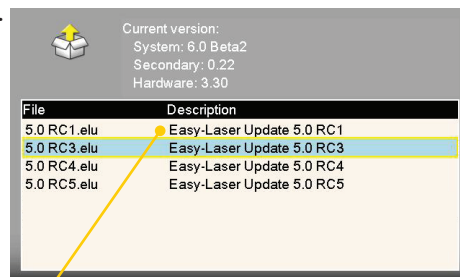 Current version:
System: 6.0 Beta2
Secondary: 0.22
Hardware: 3.30
File Description
5.0 RC1.elu Easy-Laser Update 5.0 RC1
5.0 RC3.elu Easy-Laser Update 5.0 RC3
5.0 RC4.elu Easy-Laser Update 5.0 RC4
5.0 RC5.elu Easy-Laser Update 5.0 RC5